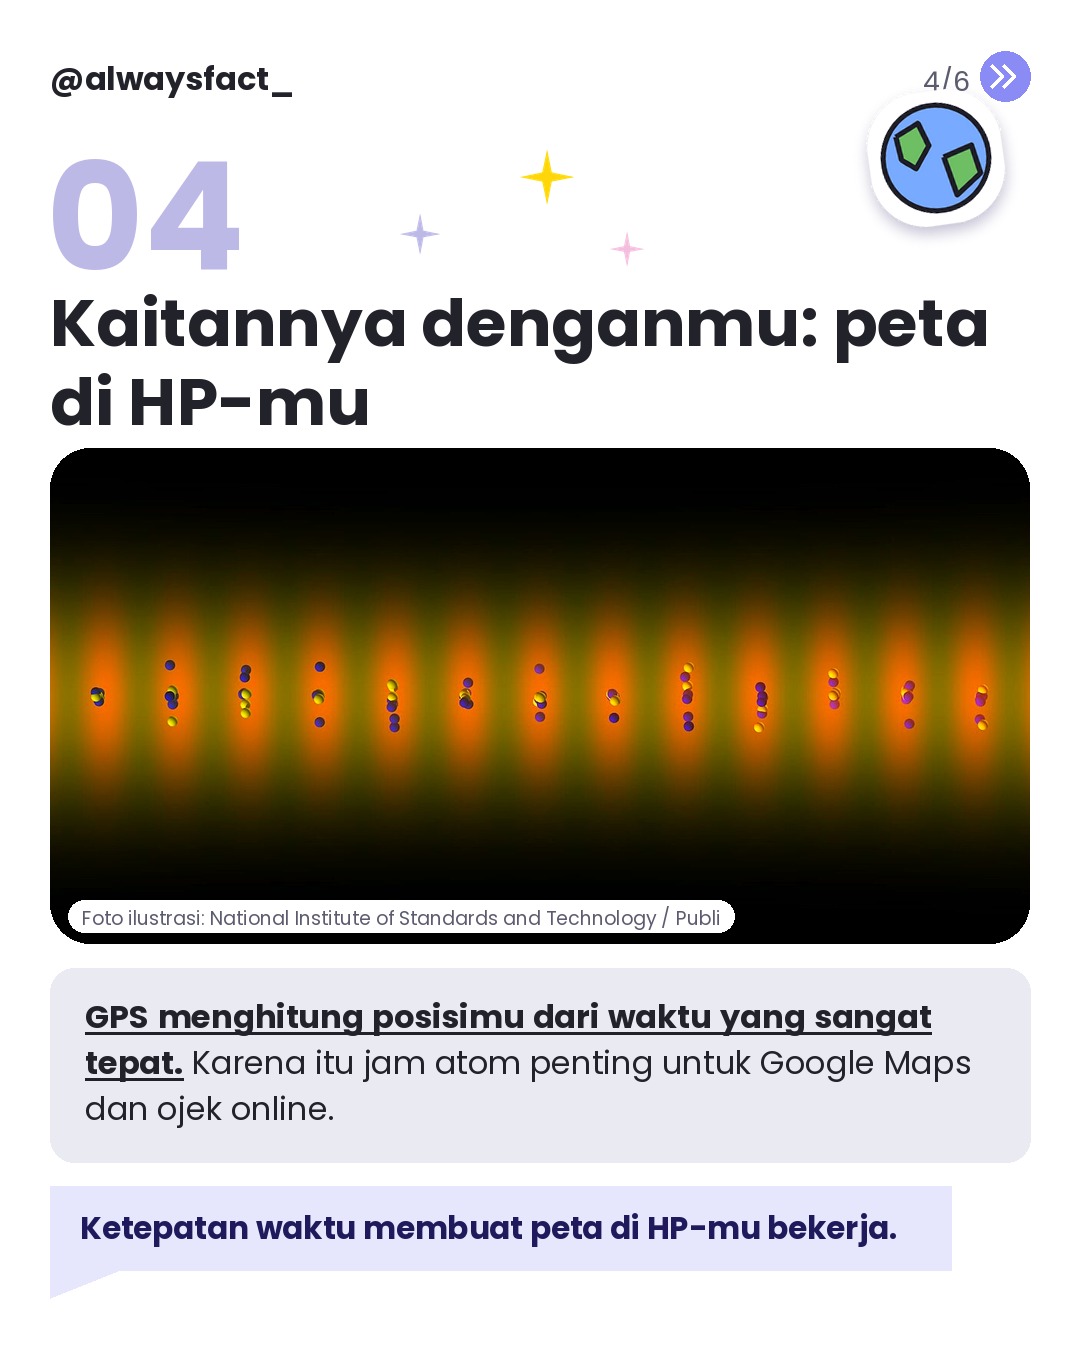 @alwaysfact_
4/6
04
Kaitannya denganmu: peta
di HP-mu
Foto ilustrasi: National Institute of Standards and Technology / Publi
GPS menghitung posisimu dari waktu yang sangat
tepat. Karena itu jam atom penting untuk Google Maps
dan ojek online.
Ketepatan waktu membuat peta di HP-mu bekerja.